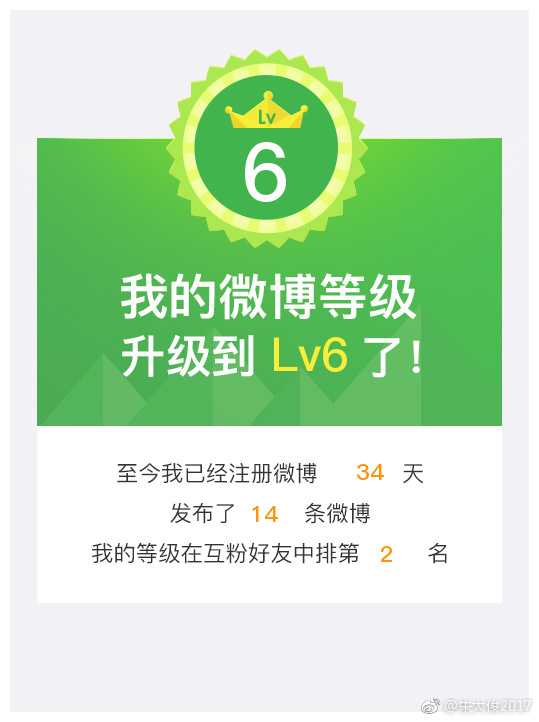 Lv
6
我的微博等级
升级到 Lv6 了!
至今我已经注册微博 34 天
发布了 14 条微博
我的等级在互粉好友中排第 2 名